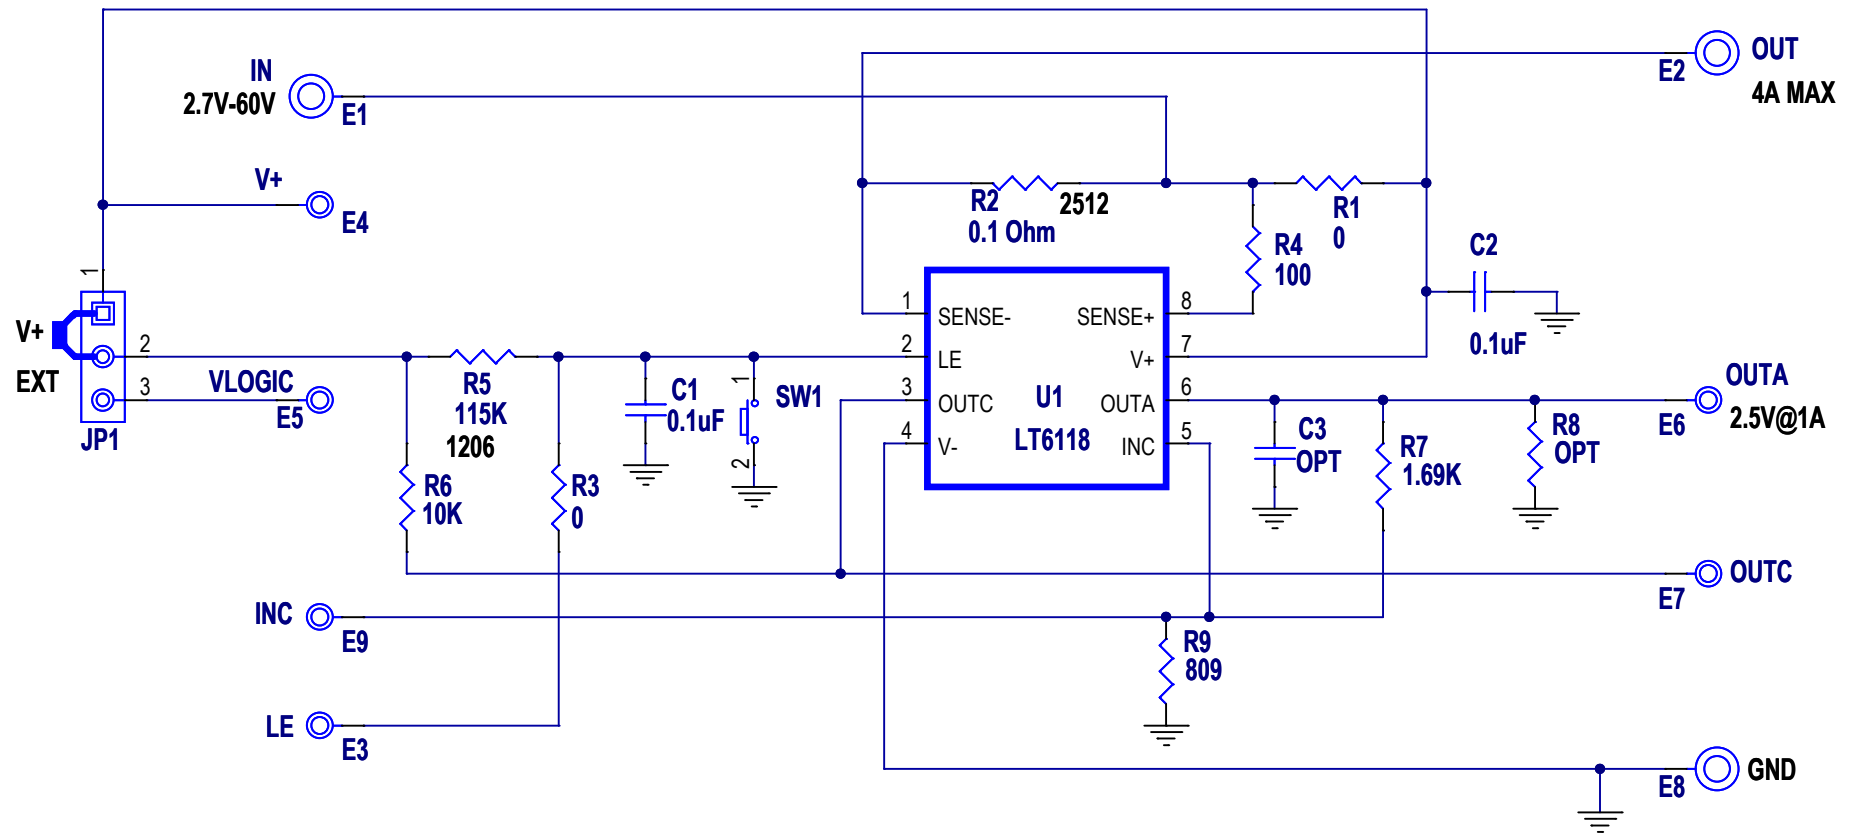 IN
2.7V-60V
E1
OUT
E2
4A MAX
V+
E4
R2
0.1 Ohm
2512
R1
0
R4
100
C2
0.1uF
1
V+
EXT
2
3
JP1
VLOGIC
E5
R5
115K
1206
C1
0.1uF
1
2
SW1
1
SENSE-
2
LE
3
OUTC
4
V-
U1
LT6118
SENSE+
8
V+
7
OUTA
6
INC
5
OUTA
E6
2.5V@1A
C3
OPT
R7
1.69K
R8
OPT
R6
10K
R3
0
OUTC
E7
INC
E9
R9
809
LE
E3
GND
E8